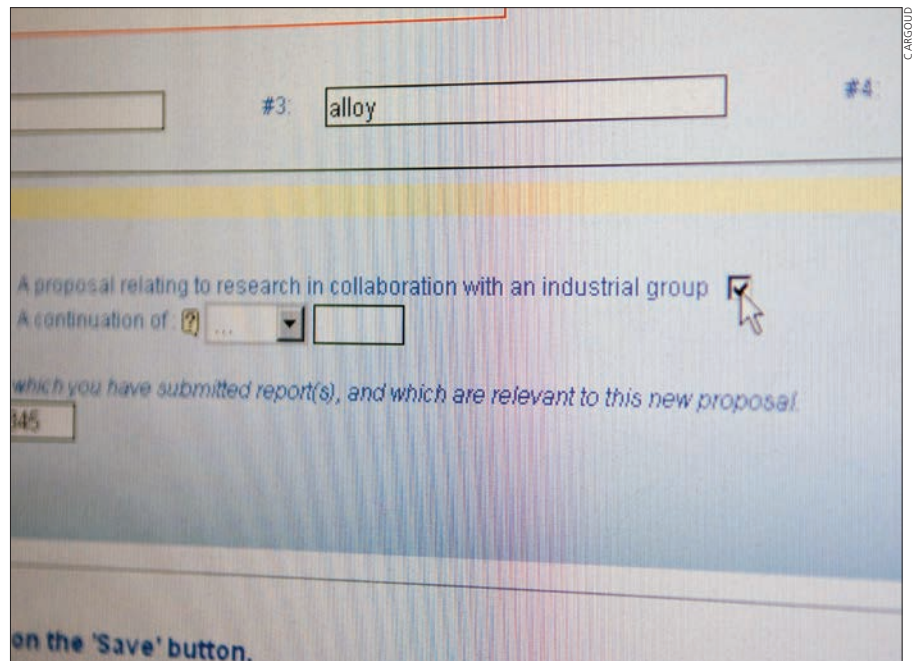 C ARGOUD
#3: alloy #4:
A proposal relating to research in collaboration with an industrial group
A continuation of: [?] ...
which you have submitted report(s), and which are relevant to this new proposal.
345
on the 'Save' button.